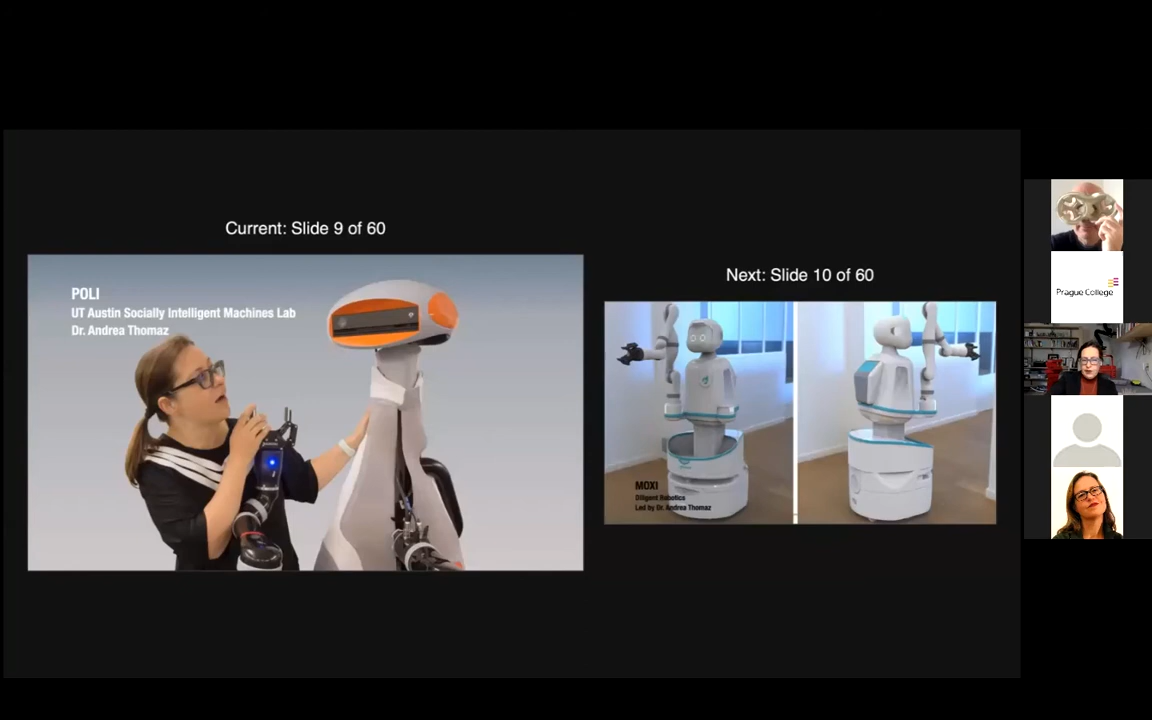 Current: Slide 9 of 60
POLI
UT Austin Socially Intelligent Machines Lab
Dr. Andrea Thomaz
Next: Slide 10 of 60
MOXI
Diligent Robotics
Led by Dr. Andrea Thomaz
Prague College